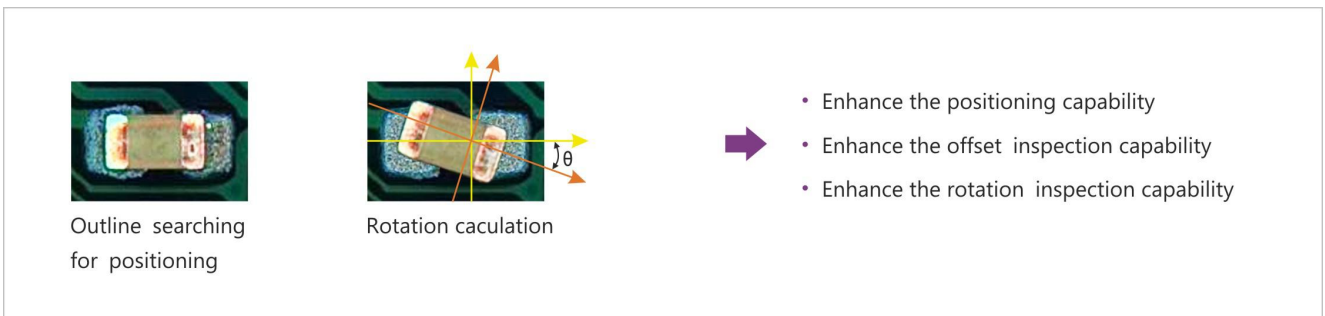 θ
Outline searching
for positioning
Rotation caculation
• Enhance the positioning capability
• Enhance the offset inspection capability
• Enhance the rotation inspection capability